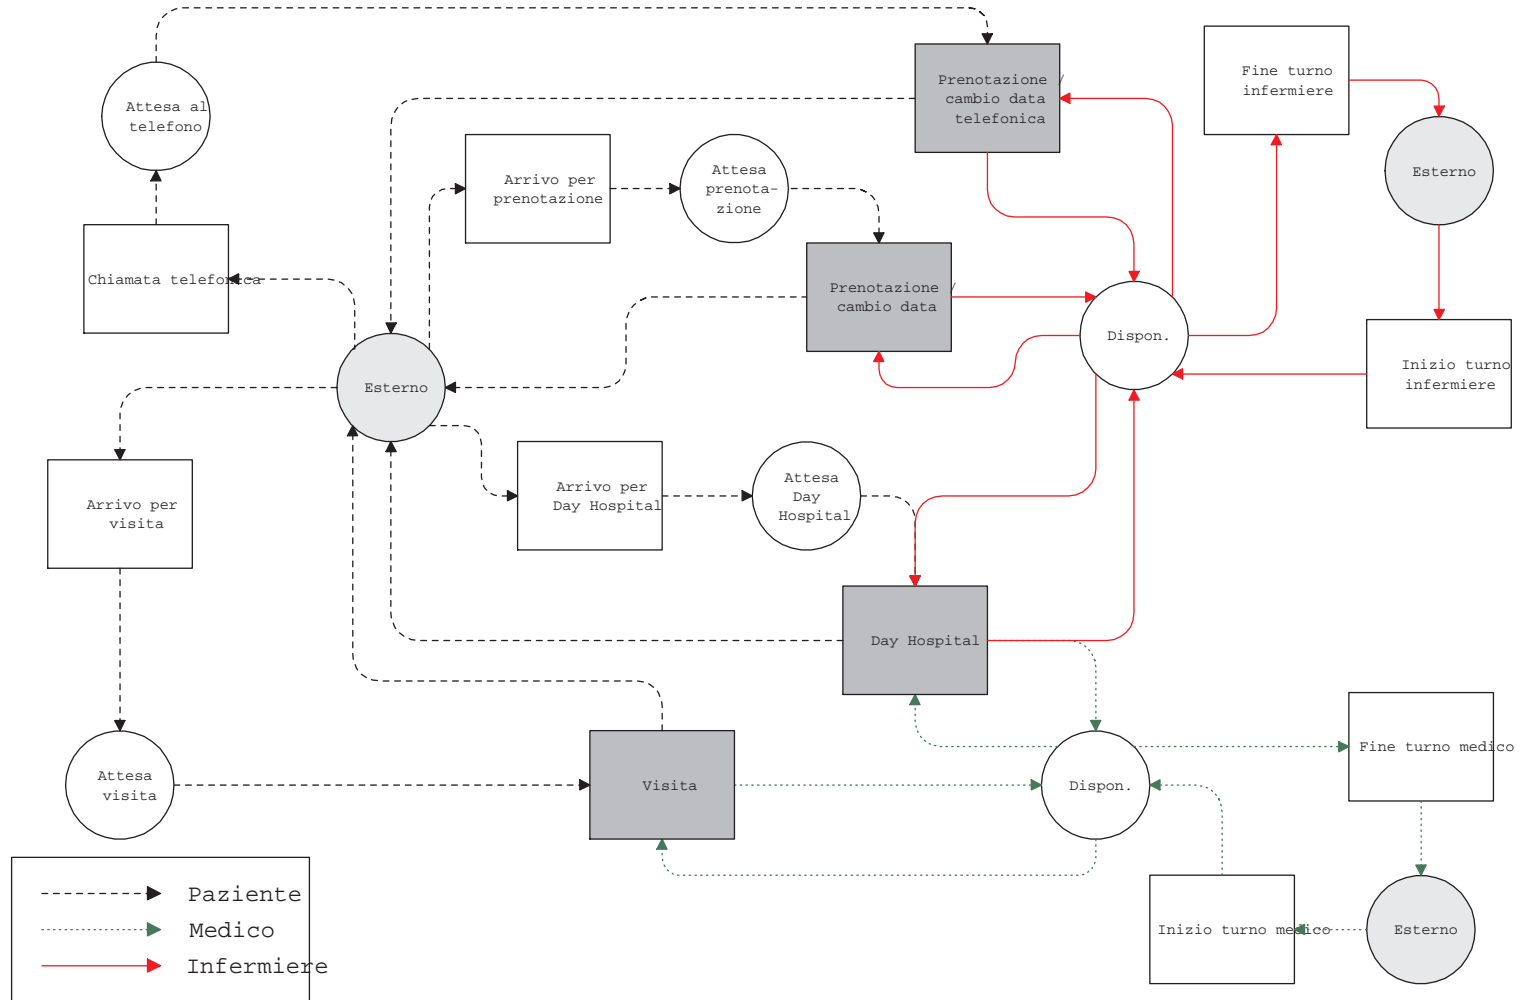 Prenotazione /
cambio data
telefonica
Fine turno
infermiere
Attesa al
telefono
Esterno
Arrivo per
prenotazione
Attesa
prenota-
zione
Chiamata telefonica
Prenotazione /
cambio data
Dispon.
Inizio turno
infermiere
Esterno
Arrivo per
visita
Arrivo per
Day Hospital
Attesa
Day
Hospital
Day Hospital
Attesa
visita
Visita
Dispon.
Fine turno medico
Inizio turno medico
Esterno
Paziente
Medico
Infermiere